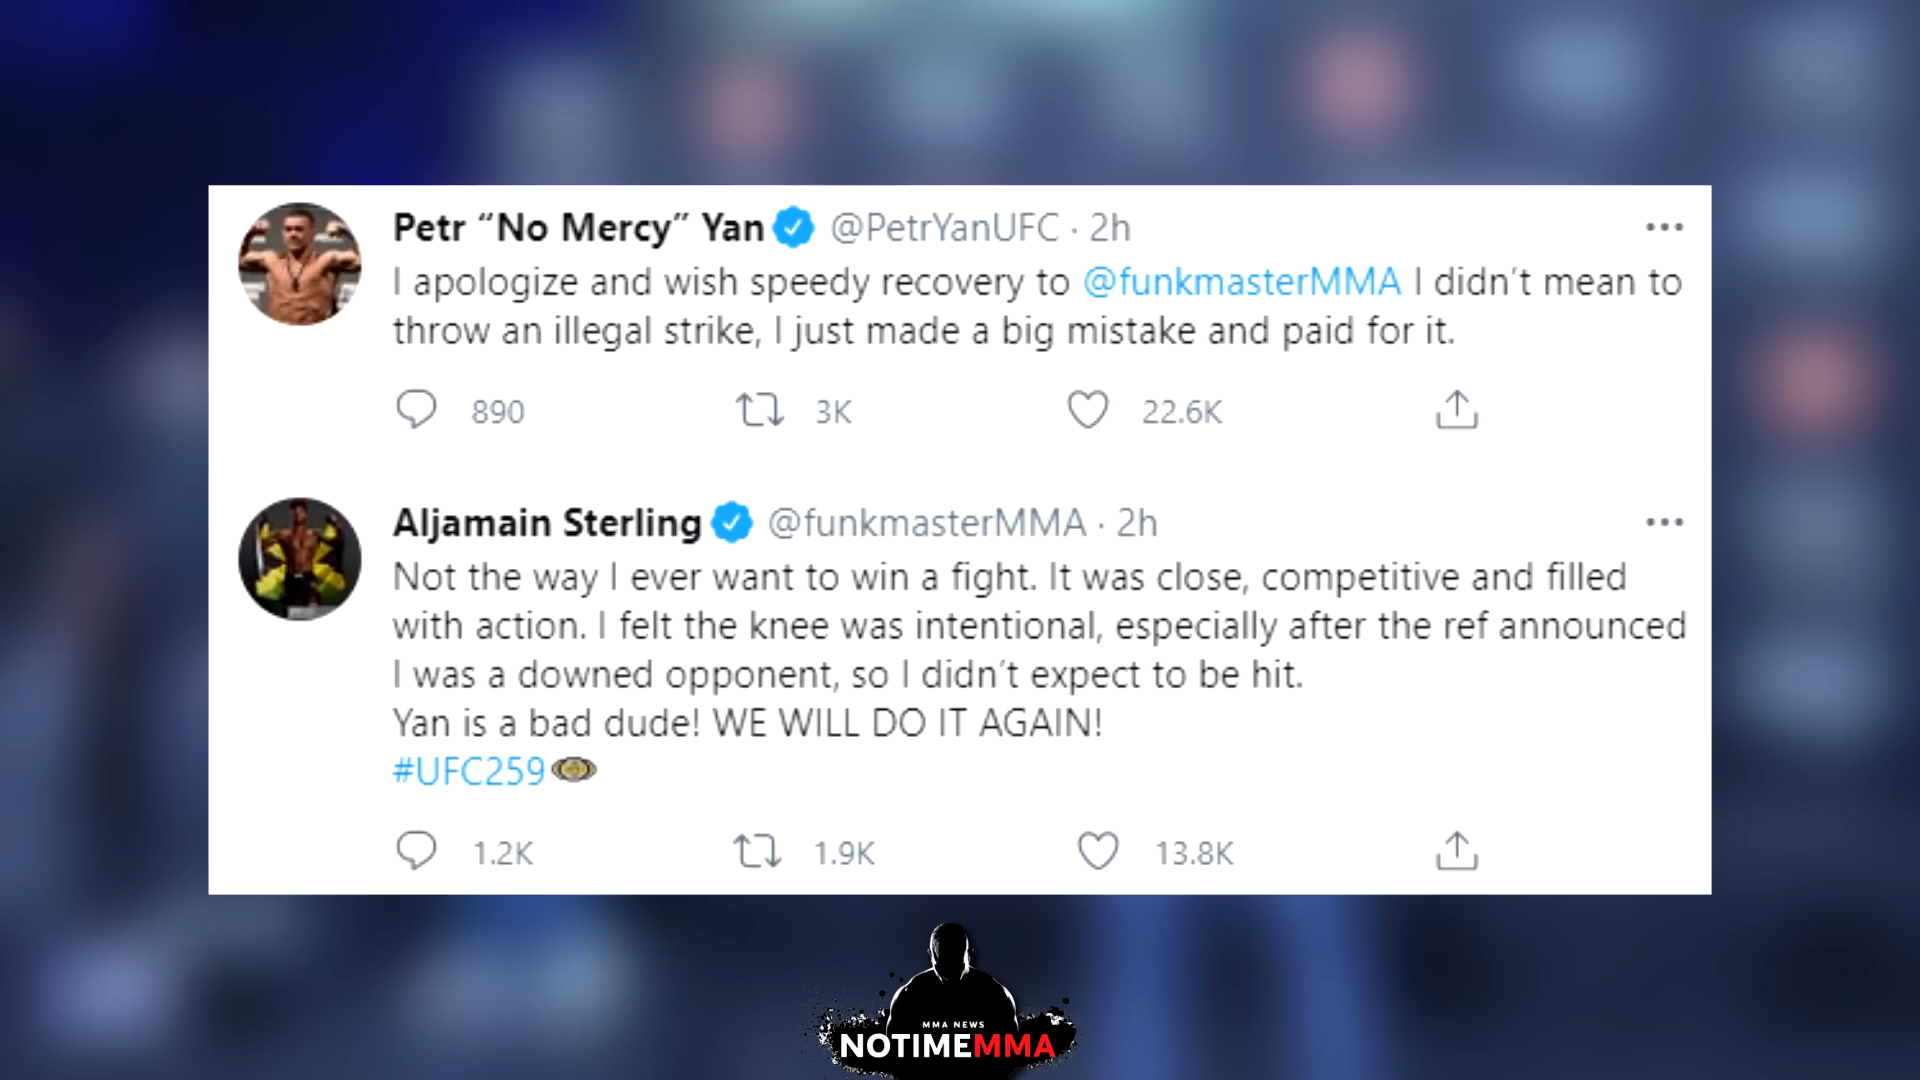 Petr “No Mercy” Yan @PetrYanUFC · 2h
I apologize and wish speedy recovery to @funkmasterMMA I didn’t mean to
throw an illegal strike, I just made a big mistake and paid for it.
890 3K 22.6K
Aljamain Sterling @funkmasterMMA · 2h
Not the way I ever want to win a fight. It was close, competitive and filled
with action. I felt the knee was intentional, especially after the ref announced
I was a downed opponent, so I didn’t expect to be hit.
Yan is a bad dude! WE WILL DO IT AGAIN!
#UFC259
1.2K 1.9K 13.8K
MMA NEWS
NOTIMEMMA